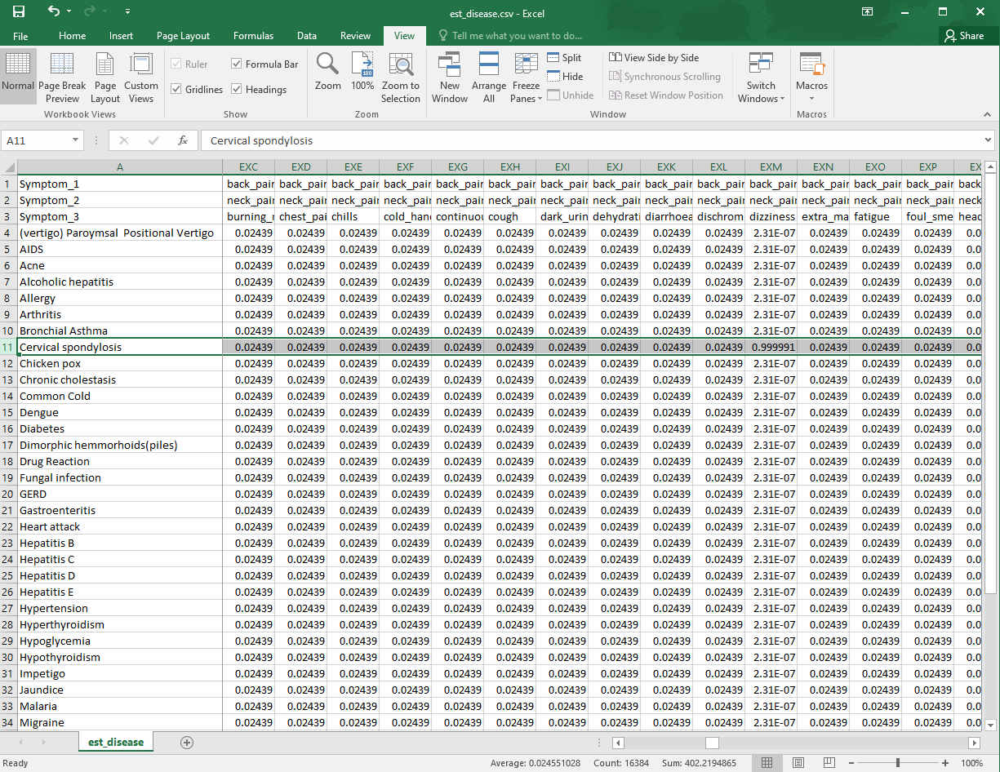 est_disease.csv - Excel
File Home Insert Page Layout Formulas Data Review View Tell me what you want to do... Share
Normal Page Break Preview Page Layout Custom Views
Ruler Formula Bar
Gridlines Headings
Zoom 100% Zoom to Selection
New Window Arrange All Freeze Panes
Split
Hide
Unhide
View Side by Side
Synchronous Scrolling
Reset Window Position
Switch Windows Macros
Workbook Views Show Zoom Window Macros
A11 fx Cervical spondylosis
A EXC EXD EXE EXF EXG EXH EXI EXJ EXK EXL EXM EXN EXO EXP EX
1 Symptom_1 back_pair back_pair back_pair back_pair back_pair back_pair back_pair back_pair back_pair back_pair back_pair back_pair back_pair back_pair back
2 Symptom_2 neck_pair neck_pair neck_pair neck_pair neck_pair neck_pair neck_pair neck_pair neck_pair neck_pair neck_pair neck_pair neck_pair neck_pair neck
3 Symptom_3 burning_r chest_pai chills cold_hand continuou cough dark_urin dehydrati diarrhoea dischrom dizziness extra_ma fatigue foul_sme head
4 (vertigo) Paroymsal  Positional Vertigo 0.02439 0.02439 0.02439 0.02439 0.02439 0.02439 0.02439 0.02439 0.02439 0.02439 2.31E-07 0.02439 0.02439 0.02439 0.0
5 AIDS 0.02439 0.02439 0.02439 0.02439 0.02439 0.02439 0.02439 0.02439 0.02439 0.02439 2.31E-07 0.02439 0.02439 0.02439 0.0
6 Acne 0.02439 0.02439 0.02439 0.02439 0.02439 0.02439 0.02439 0.02439 0.02439 0.02439 2.31E-07 0.02439 0.02439 0.02439 0.0
7 Alcoholic hepatitis 0.02439 0.02439 0.02439 0.02439 0.02439 0.02439 0.02439 0.02439 0.02439 0.02439 2.31E-07 0.02439 0.02439 0.02439 0.0
8 Allergy 0.02439 0.02439 0.02439 0.02439 0.02439 0.02439 0.02439 0.02439 0.02439 0.02439 2.31E-07 0.02439 0.02439 0.02439 0.0
9 Arthritis 0.02439 0.02439 0.02439 0.02439 0.02439 0.02439 0.02439 0.02439 0.02439 0.02439 2.31E-07 0.02439 0.02439 0.02439 0.0
10 Bronchial Asthma 0.02439 0.02439 0.02439 0.02439 0.02439 0.02439 0.02439 0.02439 0.02439 0.02439 2.31E-07 0.02439 0.02439 0.02439 0.0
11 Cervical spondylosis 0.02439 0.02439 0.02439 0.02439 0.02439 0.02439 0.02439 0.02439 0.02439 0.02439 0.999991 0.02439 0.02439 0.02439 0.0
12 Chicken pox 0.02439 0.02439 0.02439 0.02439 0.02439 0.02439 0.02439 0.02439 0.02439 0.02439 2.31E-07 0.02439 0.02439 0.02439 0.0
13 Chronic cholestasis 0.02439 0.02439 0.02439 0.02439 0.02439 0.02439 0.02439 0.02439 0.02439 0.02439 2.31E-07 0.02439 0.02439 0.02439 0.0
14 Common Cold 0.02439 0.02439 0.02439 0.02439 0.02439 0.02439 0.02439 0.02439 0.02439 0.02439 2.31E-07 0.02439 0.02439 0.02439 0.0
15 Dengue 0.02439 0.02439 0.02439 0.02439 0.02439 0.02439 0.02439 0.02439 0.02439 0.02439 2.31E-07 0.02439 0.02439 0.02439 0.0
16 Diabetes 0.02439 0.02439 0.02439 0.02439 0.02439 0.02439 0.02439 0.02439 0.02439 0.02439 2.31E-07 0.02439 0.02439 0.02439 0.0
17 Dimorphic hemmorhoids(piles) 0.02439 0.02439 0.02439 0.02439 0.02439 0.02439 0.02439 0.02439 0.02439 0.02439 2.31E-07 0.02439 0.02439 0.02439 0.0
18 Drug Reaction 0.02439 0.02439 0.02439 0.02439 0.02439 0.02439 0.02439 0.02439 0.02439 0.02439 2.31E-07 0.02439 0.02439 0.02439 0.0
19 Fungal infection 0.02439 0.02439 0.02439 0.02439 0.02439 0.02439 0.02439 0.02439 0.02439 0.02439 2.31E-07 0.02439 0.02439 0.02439 0.0
20 GERD 0.02439 0.02439 0.02439 0.02439 0.02439 0.02439 0.02439 0.02439 0.02439 0.02439 2.31E-07 0.02439 0.02439 0.02439 0.0
21 Gastroenteritis 0.02439 0.02439 0.02439 0.02439 0.02439 0.02439 0.02439 0.02439 0.02439 0.02439 2.31E-07 0.02439 0.02439 0.02439 0.0
22 Heart attack 0.02439 0.02439 0.02439 0.02439 0.02439 0.02439 0.02439 0.02439 0.02439 0.02439 2.31E-07 0.02439 0.02439 0.02439 0.0
23 Hepatitis B 0.02439 0.02439 0.02439 0.02439 0.02439 0.02439 0.02439 0.02439 0.02439 0.02439 2.31E-07 0.02439 0.02439 0.02439 0.0
24 Hepatitis C 0.02439 0.02439 0.02439 0.02439 0.02439 0.02439 0.02439 0.02439 0.02439 0.02439 2.31E-07 0.02439 0.02439 0.02439 0.0
25 Hepatitis D 0.02439 0.02439 0.02439 0.02439 0.02439 0.02439 0.02439 0.02439 0.02439 0.02439 2.31E-07 0.02439 0.02439 0.02439 0.0
26 Hepatitis E 0.02439 0.02439 0.02439 0.02439 0.02439 0.02439 0.02439 0.02439 0.02439 0.02439 2.31E-07 0.02439 0.02439 0.02439 0.0
27 Hypertension 0.02439 0.02439 0.02439 0.02439 0.02439 0.02439 0.02439 0.02439 0.02439 0.02439 2.31E-07 0.02439 0.02439 0.02439 0.0
28 Hyperthyroidism 0.02439 0.02439 0.02439 0.02439 0.02439 0.02439 0.02439 0.02439 0.02439 0.02439 2.31E-07 0.02439 0.02439 0.02439 0.0
29 Hypoglycemia 0.02439 0.02439 0.02439 0.02439 0.02439 0.02439 0.02439 0.02439 0.02439 0.02439 2.31E-07 0.02439 0.02439 0.02439 0.0
30 Hypothyroidism 0.02439 0.02439 0.02439 0.02439 0.02439 0.02439 0.02439 0.02439 0.02439 0.02439 2.31E-07 0.02439 0.02439 0.02439 0.0
31 Impetigo 0.02439 0.02439 0.02439 0.02439 0.02439 0.02439 0.02439 0.02439 0.02439 0.02439 2.31E-07 0.02439 0.02439 0.02439 0.0
32 Jaundice 0.02439 0.02439 0.02439 0.02439 0.02439 0.02439 0.02439 0.02439 0.02439 0.02439 2.31E-07 0.02439 0.02439 0.02439 0.0
33 Malaria 0.02439 0.02439 0.02439 0.02439 0.02439 0.02439 0.02439 0.02439 0.02439 0.02439 2.31E-07 0.02439 0.02439 0.02439 0.0
34 Migraine 0.02439 0.02439 0.02439 0.02439 0.02439 0.02439 0.02439 0.02439 0.02439 0.02439 2.31E-07 0.02439 0.02439 0.02439 0.0
est_disease
Ready Average: 0.024551028 Count: 16384 Sum: 402.2194865 100%